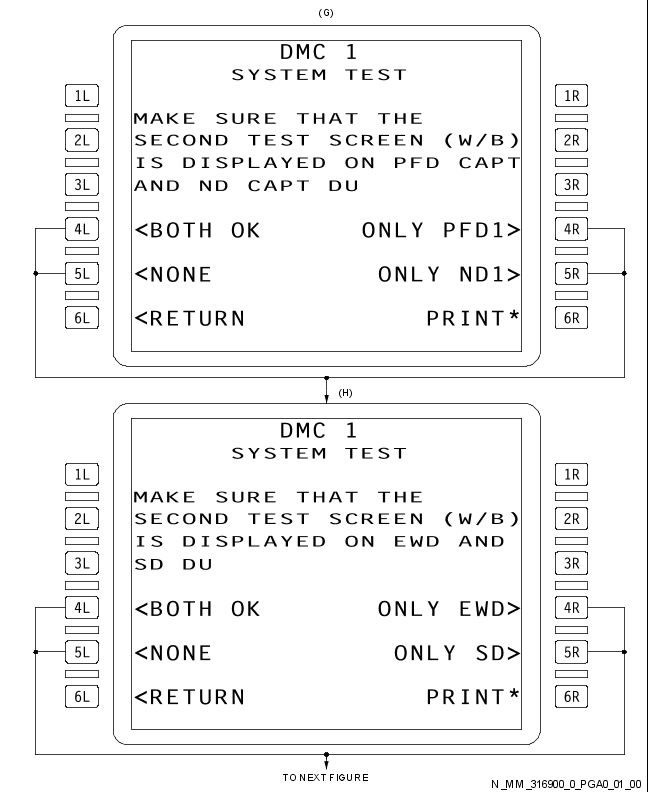 (G)
DMC 1
SYSTEM TEST
1L
1R
MAKE SURE THAT THE
2L
SECOND TEST SCREEN (W/B)
2R
IS DISPLAYED ON PFD CAPT
3L
AND ND CAPT DU
3R
4L
<BOTH OK
ONLY PFD1>
4R
5L
<NONE
ONLY ND1>
5R
6L
<RETURN
PRINT*
6R
(H)
DMC 1
SYSTEM TEST
1L
1R
MAKE SURE THAT THE
2L
SECOND TEST SCREEN (W/B)
2R
IS DISPLAYED ON EWD AND
3L
SD DU
3R
4L
<BOTH OK
ONLY EWD>
4R
5L
<NONE
ONLY SD>
5R
6L
<RETURN
PRINT*
6R
TO NEXT FIGURE
N_MM_316900_0_PGA0_01_00